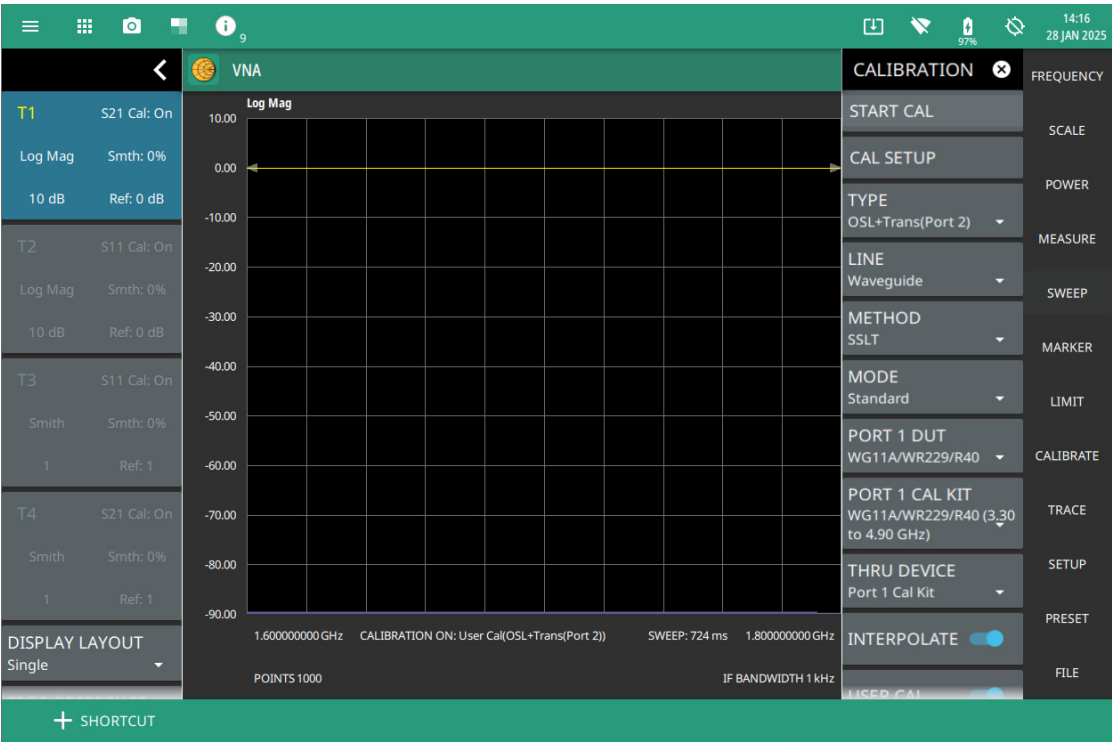 9
97%
14:16
28 JAN 2025
VNA
CALIBRATION
T1 S21 Cal: On
Log Mag Smth: 0%
10 dB Ref: 0 dB
T2 S11 Cal: On
Log Mag Smth: 0%
10 dB Ref: 0 dB
T3 S11 Cal: On
Smith Smth: 0%
1 Ref: 1
T4 S21 Cal: On
Smith Smth: 0%
1 Ref: 1
DISPLAY LAYOUT
Single
Log Mag
10.00
0.00
-10.00
-20.00
-30.00
-40.00
-50.00
-60.00
-70.00
-80.00
-90.00
1.600000000 GHz CALIBRATION ON: User Cal(OSL+Trans(Port 2)) SWEEP: 724 ms 1.800000000 GHz
POINTS 1000 IF BANDWIDTH 1 kHz
START CAL
CAL SETUP
TYPE
OSL+Trans(Port 2)
LINE
Waveguide
METHOD
SSLT
MODE
Standard
PORT 1 DUT
WG11A/WR229/R40
PORT 1 CAL KIT
WG11A/WR229/R40 (3.30
to 4.90 GHz)
THRU DEVICE
Port 1 Cal Kit
INTERPOLATE
USER CAL
FREQUENCY
SCALE
POWER
MEASURE
SWEEP
MARKER
LIMIT
CALIBRATE
TRACE
SETUP
PRESET
FILE
SHORTCUT